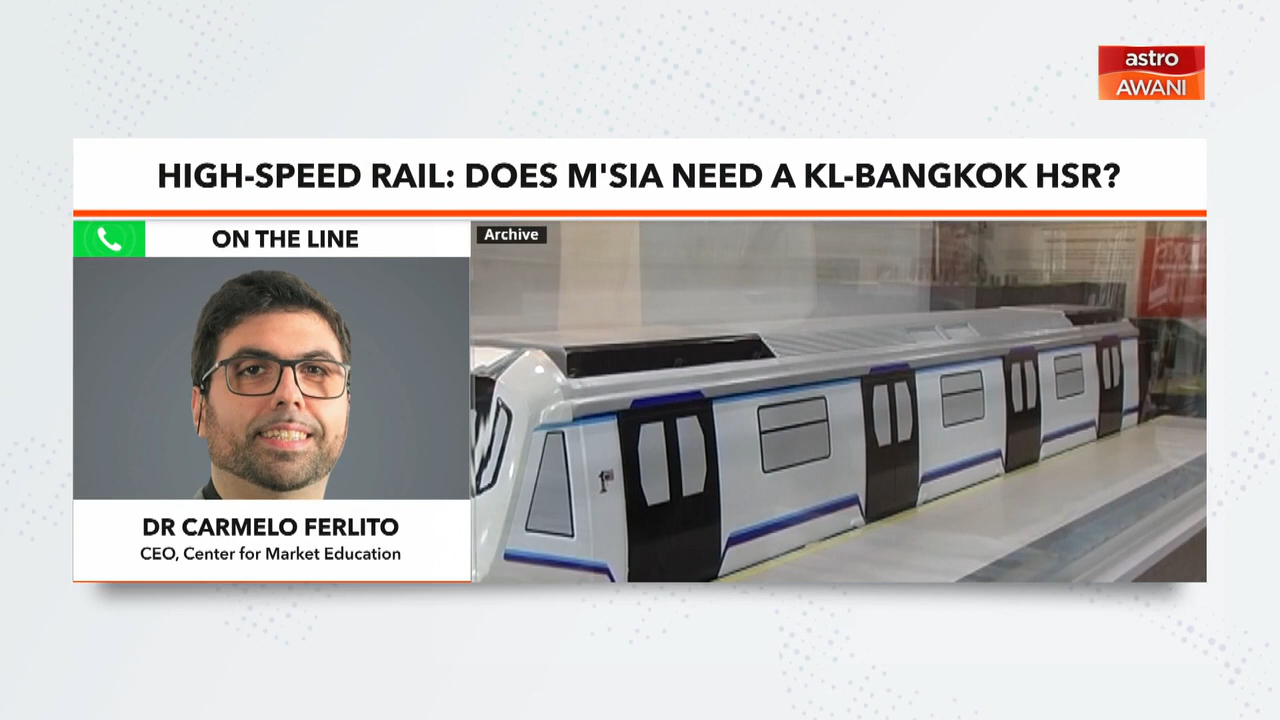 astro
AWANI
HIGH-SPEED RAIL: DOES M'SIA NEED A KL-BANGKOK HSR?
ON THE LINE
Archive
DR CARMELO FERLITO
CEO, Center for Market Education